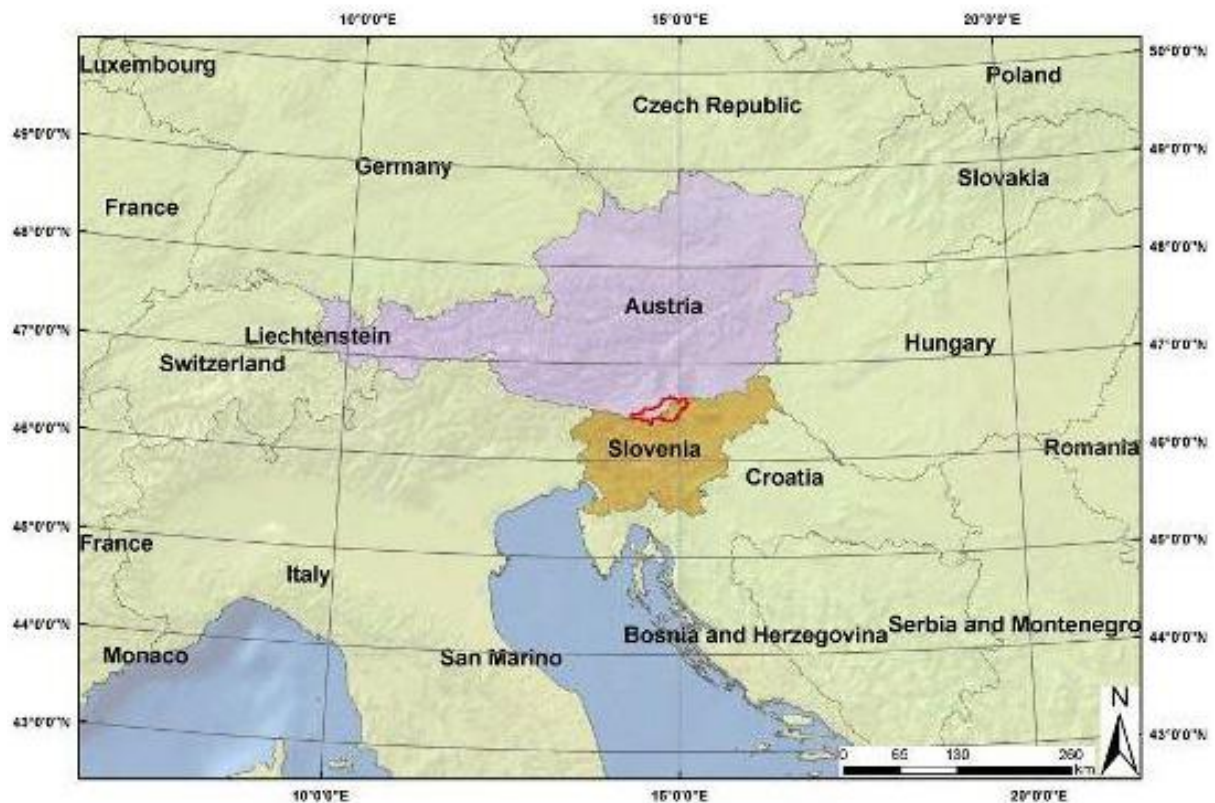 10°0'0"E 15°0'0"E 20°0'0"E
50°0'0"N
Luxembourg
Poland
Czech Republic
49°0'0"N
49°0'0"N
Germany
Slovakia
France
48°0'0"N
48°0'0"N
Austria
47°0'0"N
Liechtenstein
Hungary
47°0'0"N
Switzerland
46°0'0"N
Slovenia
Romania
46°0'0"N
Croatia
45°0'0"N
France
45°0'0"N
Italy
44°0'0"N
Bosnia and Herzegovina
Serbia and Montenegro
44°0'0"N
Monaco
San Marino
N
43°0'0"N
43°0'0"N
0 65 130 260
km
10°0'0"E 15°0'0"E 20°0'0"E